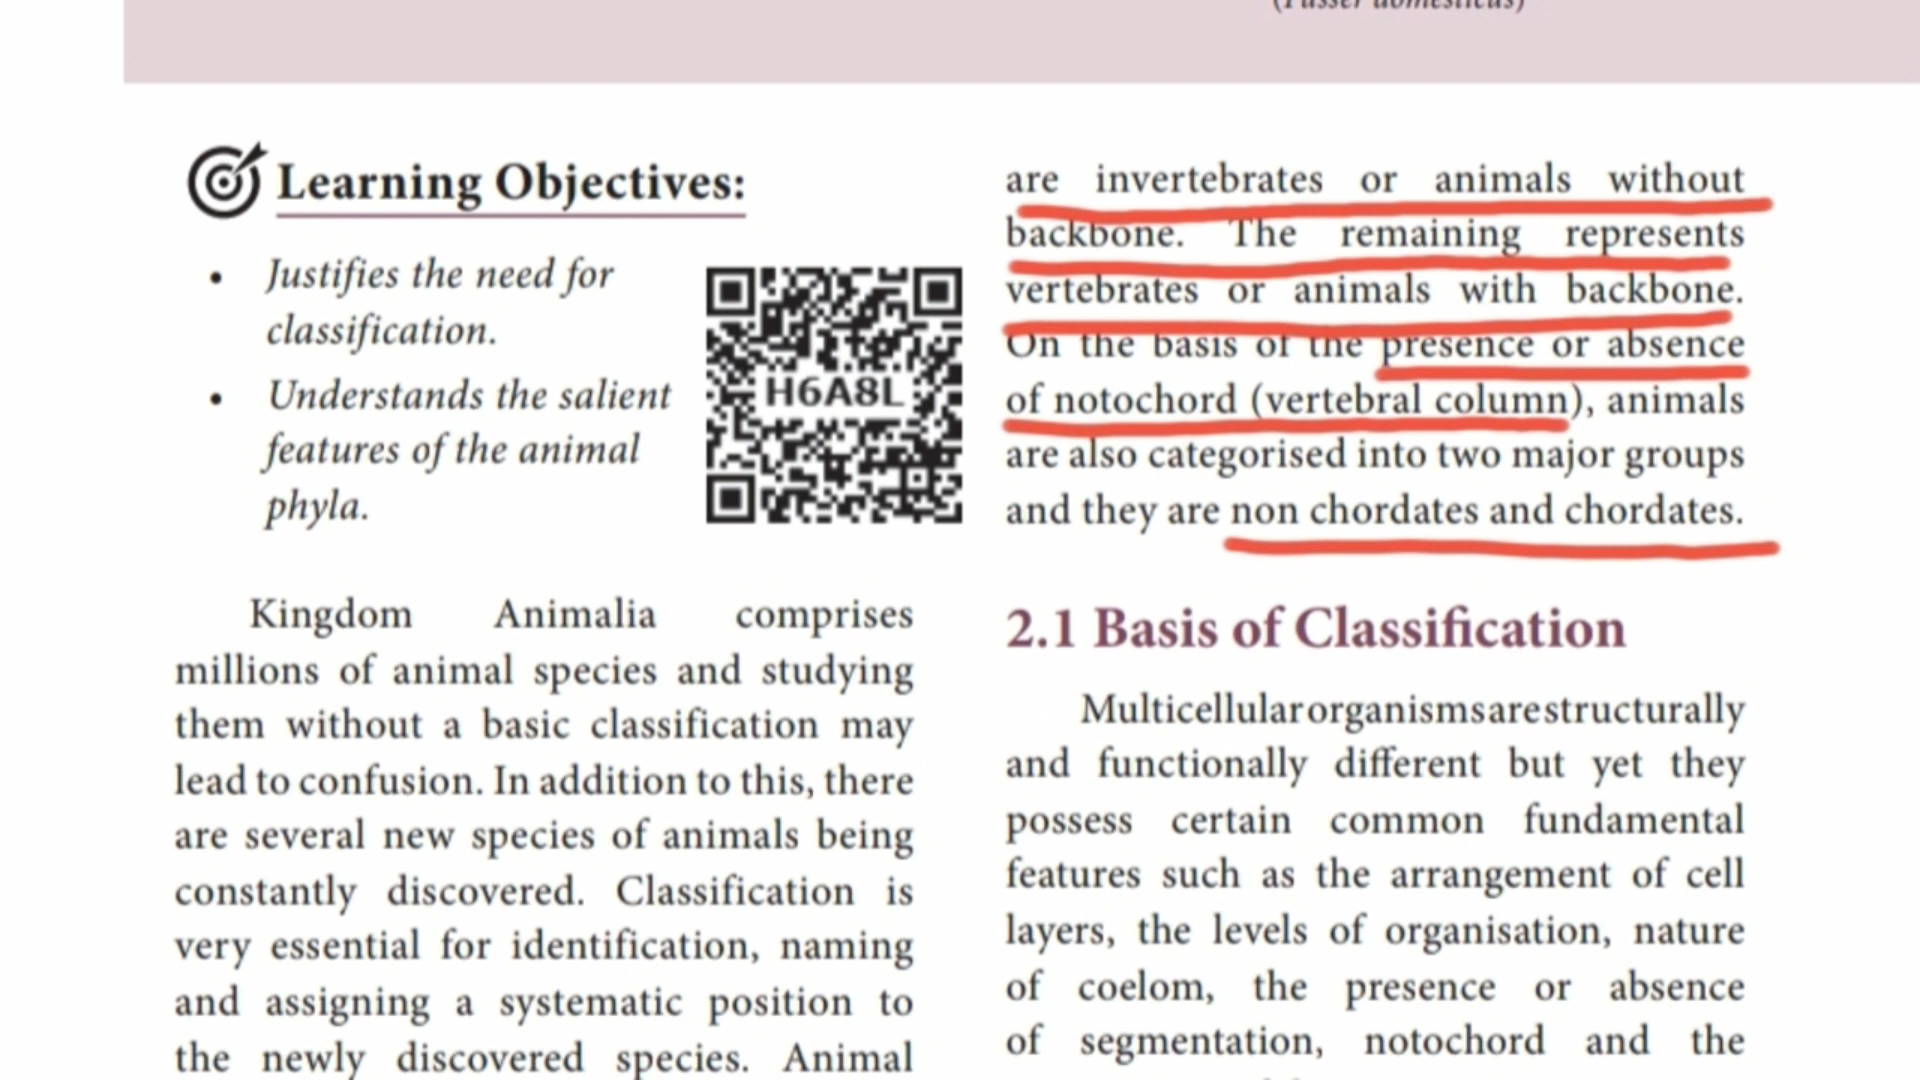 (Passer domesticus)
Learning Objectives:
• Justifies the need for
classification.
• Understands the salient
features of the animal
phyla.
H6A8L
Kingdom Animalia comprises
millions of animal species and studying
them without a basic classification may
lead to confusion. In addition to this, there
are several new species of animals being
constantly discovered. Classification is
very essential for identification, naming
and assigning a systematic position to
the newly discovered species. Animal
are invertebrates or animals without
backbone. The remaining represents
vertebrates or animals with backbone.
On the basis of the presence or absence
of notochord (vertebral column), animals
are also categorised into two major groups
and they are non chordates and chordates.
2.1 Basis of Classification
Multicellular organisms are structurally
and functionally different but yet they
possess certain common fundamental
features such as the arrangement of cell
layers, the levels of organisation, nature
of coelom, the presence or absence
of segmentation, notochord and the